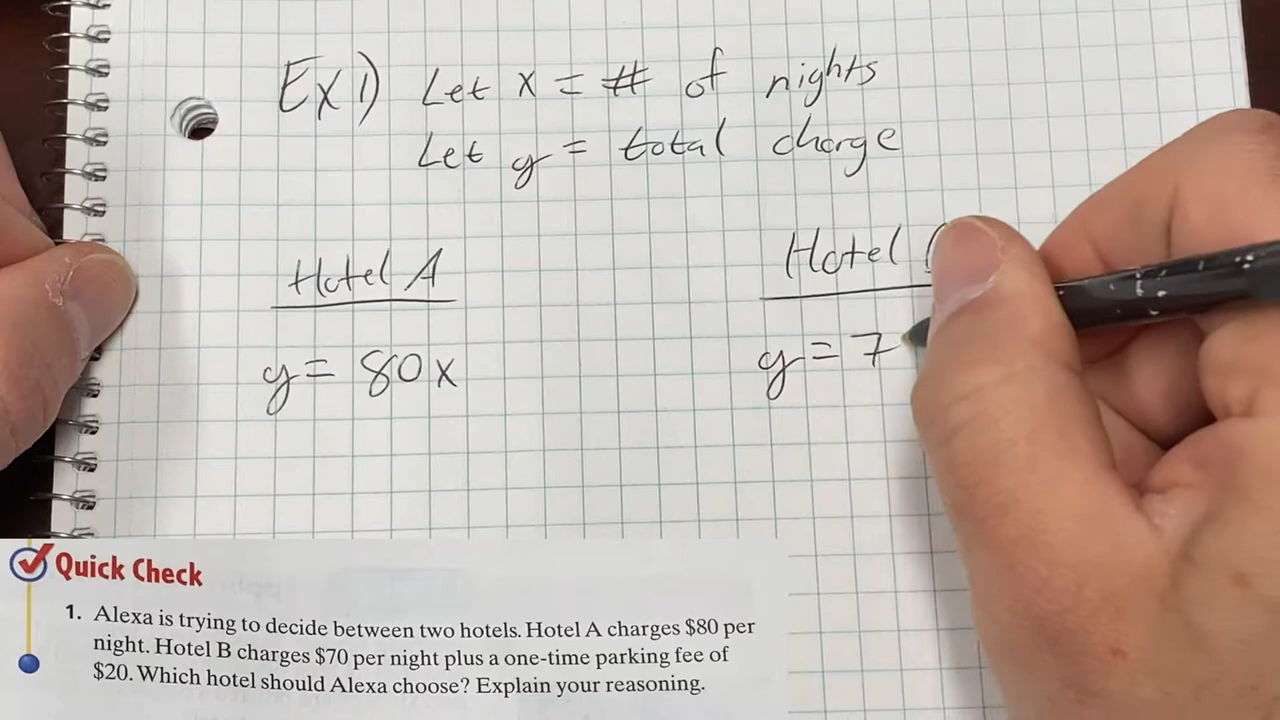 Ex 1) Let x = # of nights
Let y = total charge
Hotel A
Hotel
y = 80x
y = 7
Quick Check
1. Alexa is trying to decide between two hotels. Hotel A charges $80 per
night. Hotel B charges $70 per night plus a one-time parking fee of
$20. Which hotel should Alexa choose? Explain your reasoning.